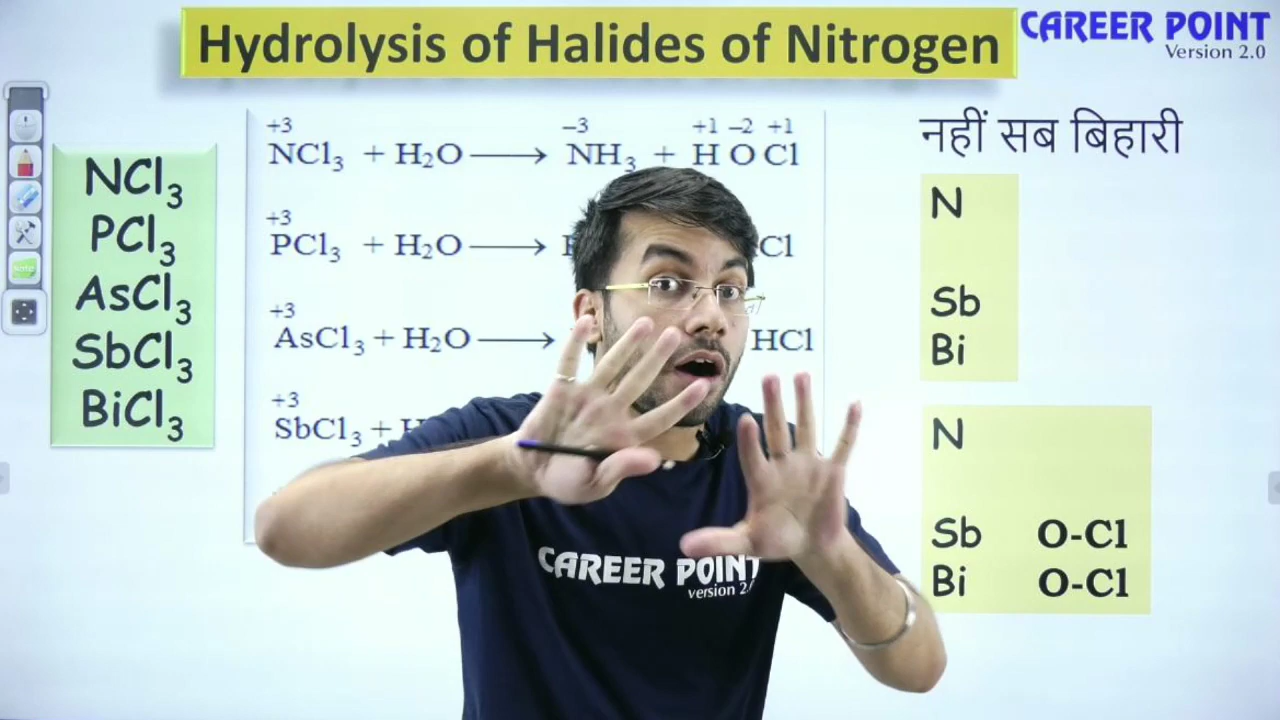 Hydrolysis of Halides of Nitrogen
CAREER POINT
Version 2.0
NCl3
PCl3
AsCl3
SbCl3
BiCl3
+3 –3 +1 –2 +1
NCl3 + H2O ⟶ NH3 + H O Cl
+3
PCl3 + H2O ⟶ Cl
+3
AsCl3 + H2O ⟶ HCl
+3
SbCl3 + H
नहीं सब बिहारी
N
Sb
Bi
N
Sb O-Cl
Bi O-Cl
CAREER POINT
version 2.
Note